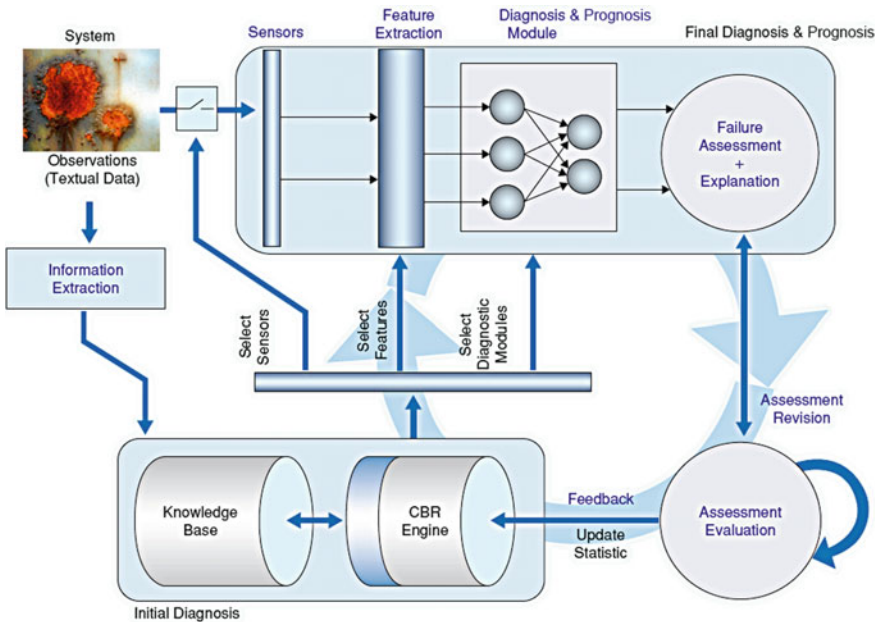 System
Sensors
Feature
Extraction
Diagnosis & Prognosis
Module
Final Diagnosis & Prognosis
Observations
(Textual Data)
Failure
Assessment
+
Explanation
Information
Extraction
Select
Sensors
Select
Features
Select
Diagnostic
Modules
Assessment
Revision
Knowledge
Base
CBR
Engine
Feedback
Update
Statistic
Assessment
Evaluation
Initial Diagnosis